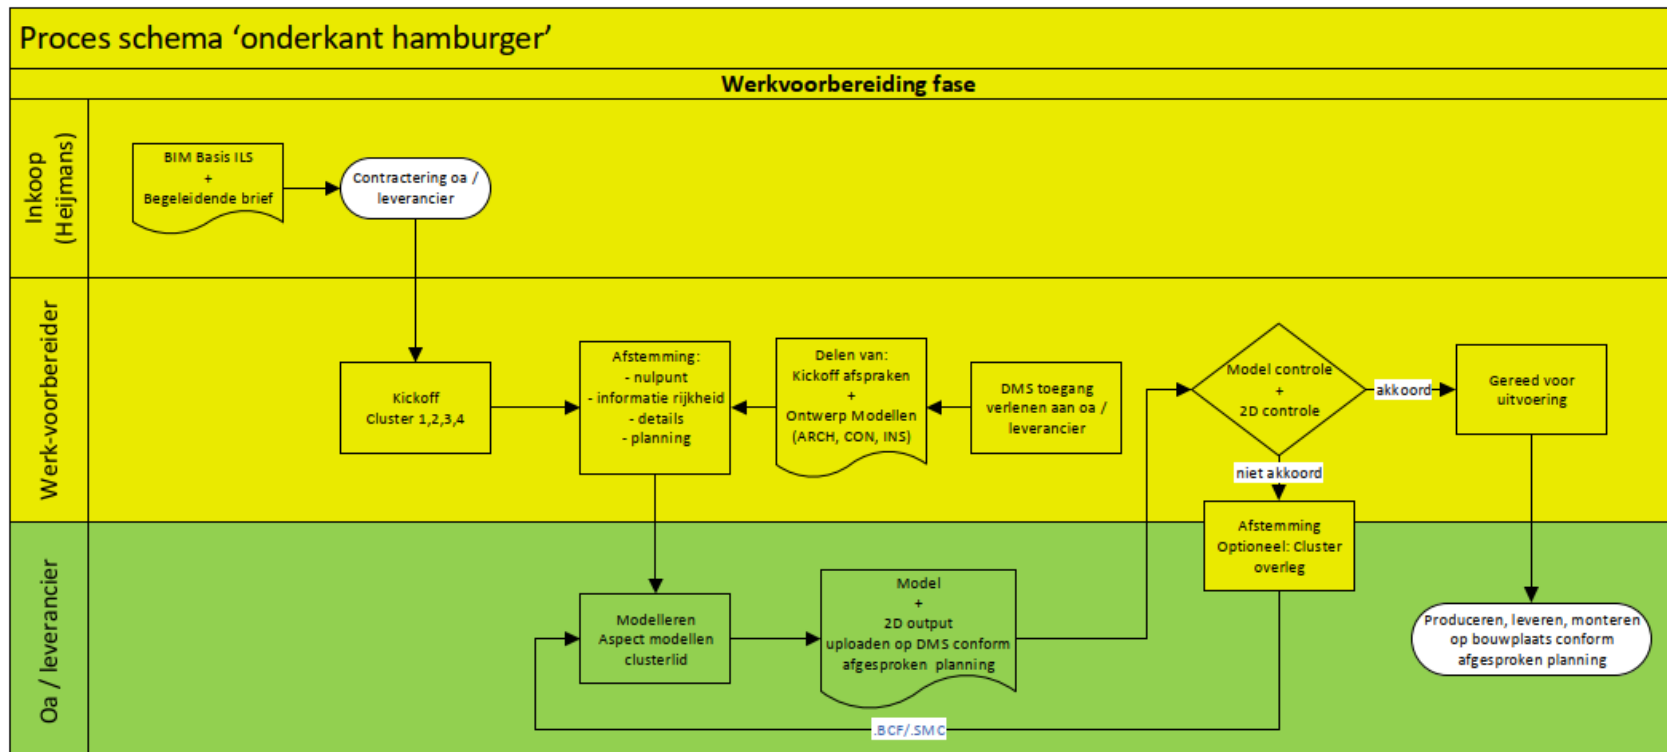 Proces schema ‘onderkant hamburger’
Werkvoorbereiding fase
Inkoop
(Heijmans)
BIM Basis ILS
+
Begeleidende brief
Contractering oa /
leverancier
Werk-voorbereider
Kickoff
Cluster 1,2,3,4
Afstemming:
- nulpunt
- informatie rijkheid
- details
- planning
Delen van:
Kickoff afspraken
+
Ontwerp Modellen
(ARCH, CON, INS)
DMS toegang
verlenen aan oa /
leverancier
Model controle
+
2D controle
akkoord
Gereed voor
uitvoering
niet akkoord
Afstemming
Optioneel: Cluster
overleg
Oa / leverancier
Modelleren
Aspect modellen
clusterlid
Model
+
2D output
uploaden op DMS conform
afgesproken planning
Produceren, leveren, monteren
op bouwplaats conform
afgesproken planning
.BCF/.SMC